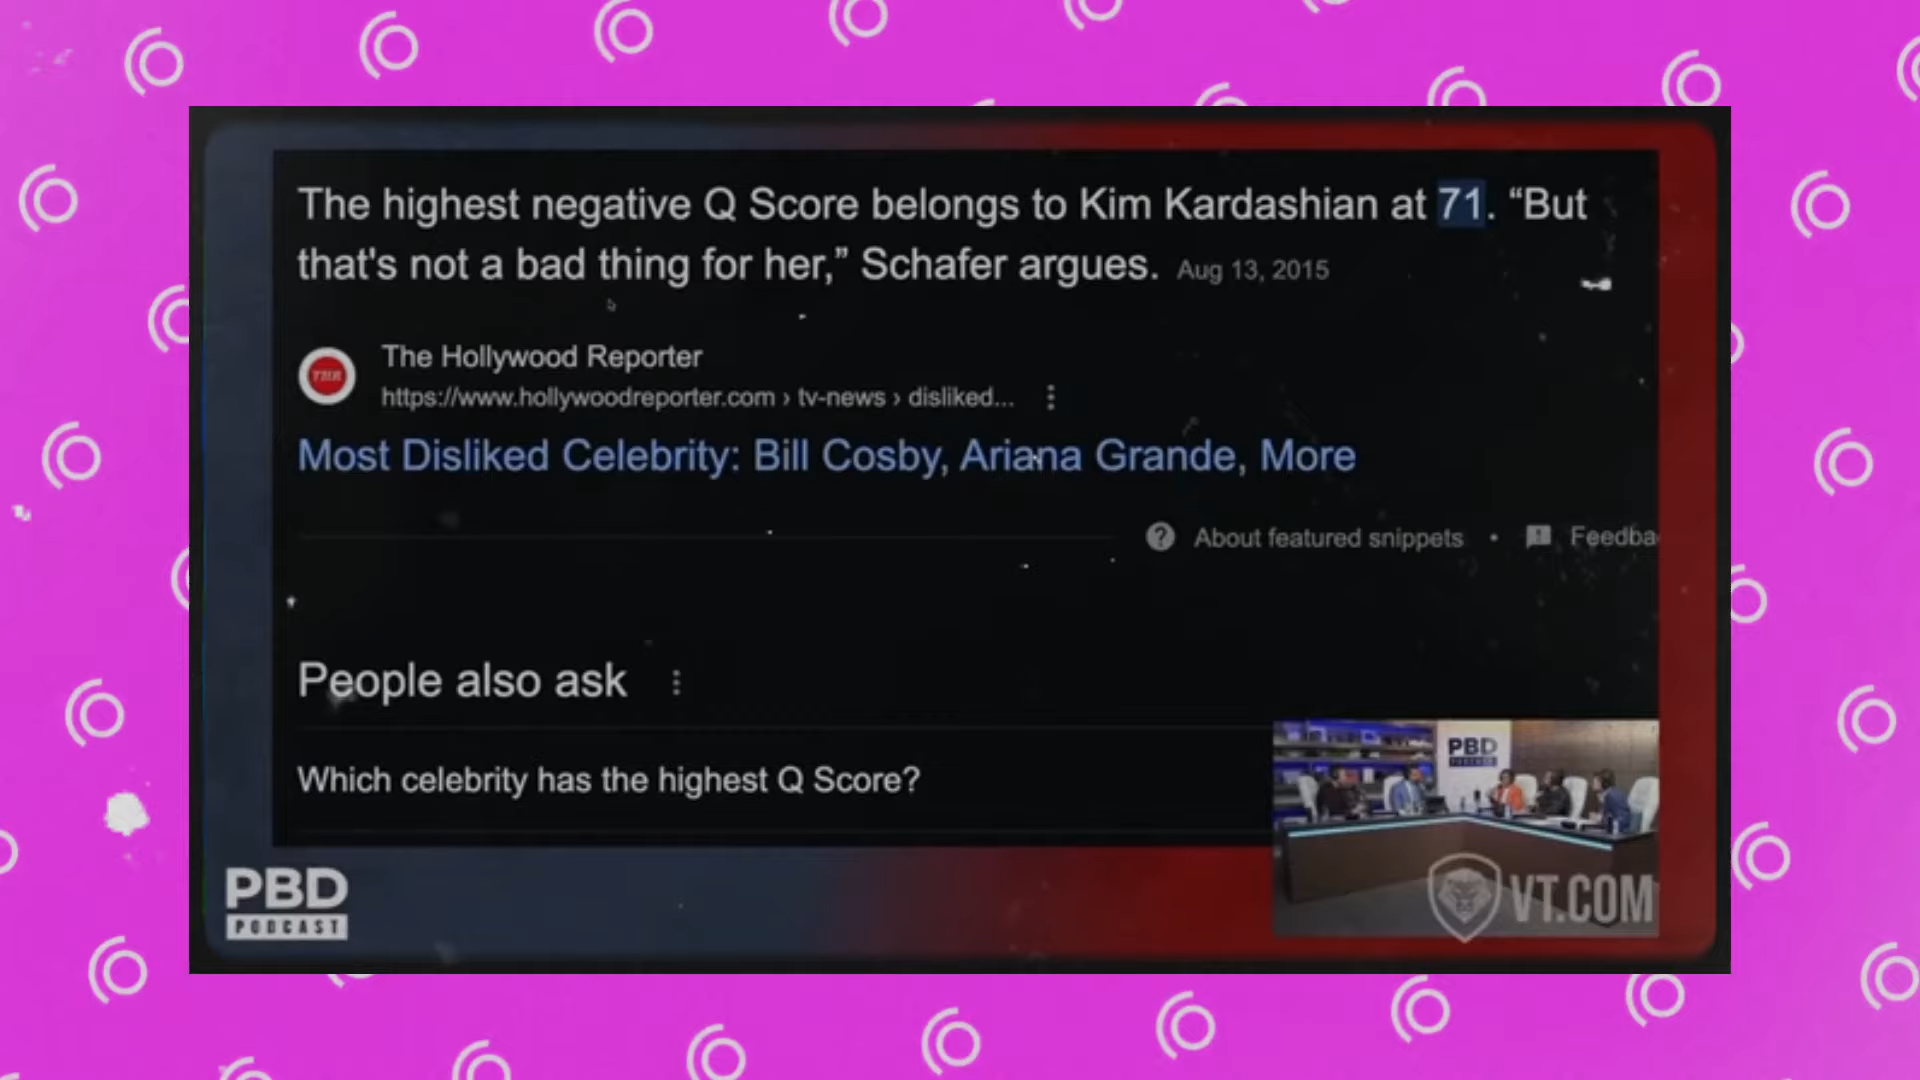 The highest negative Q Score belongs to Kim Kardashian at 71. “But
that's not a bad thing for her,” Schafer argues. Aug 13, 2015
THR
The Hollywood Reporter
https://www.hollywoodreporter.com › tv-news › disliked...
Most Disliked Celebrity: Bill Cosby, Ariana Grande, More
About featured snippets • Feedba
People also ask
Which celebrity has the highest Q Score?
PBD
PODCAST
PBD
PODCAST
VT.COM